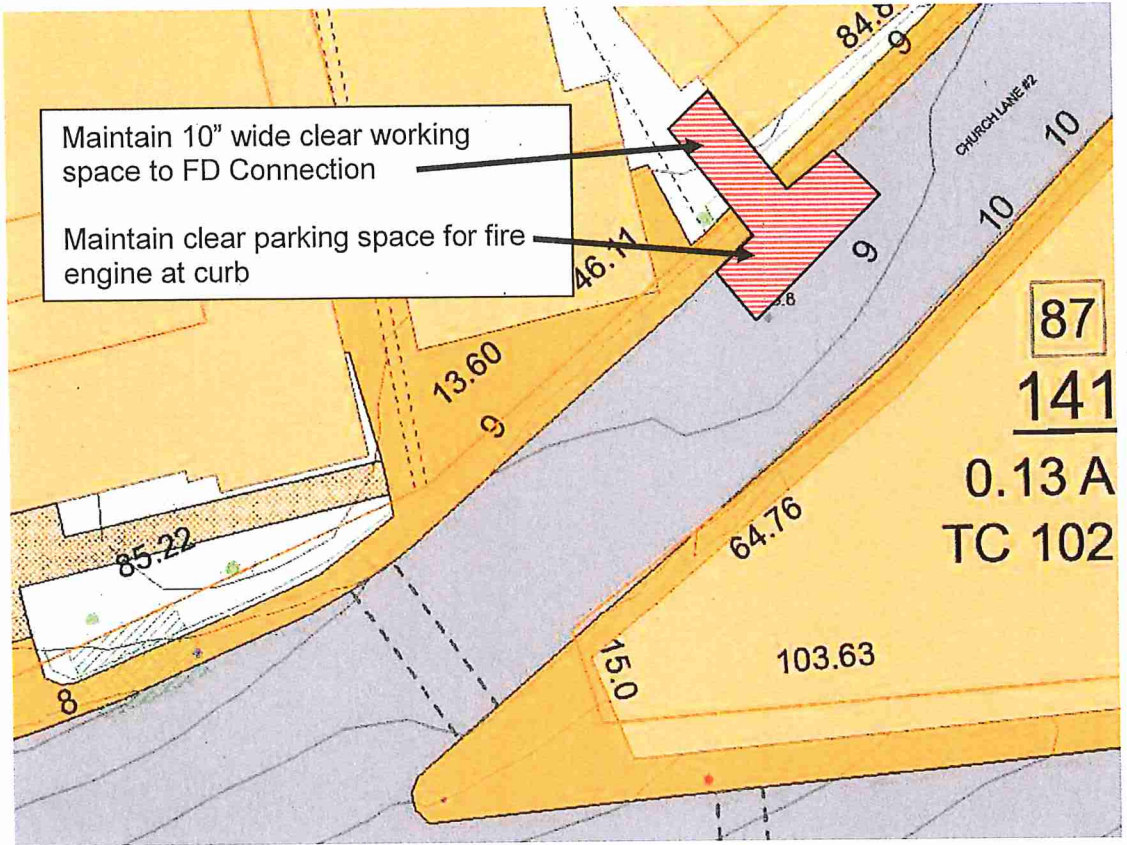 84.8
9
CHURCH LANE #2
10
Maintain 10” wide clear working
space to FD Connection
Maintain clear parking space for fire
engine at curb
10
9
46.11
87
13.60
141
9
0.13 A
64.76
TC 102
85.22
15.0
103.63
8